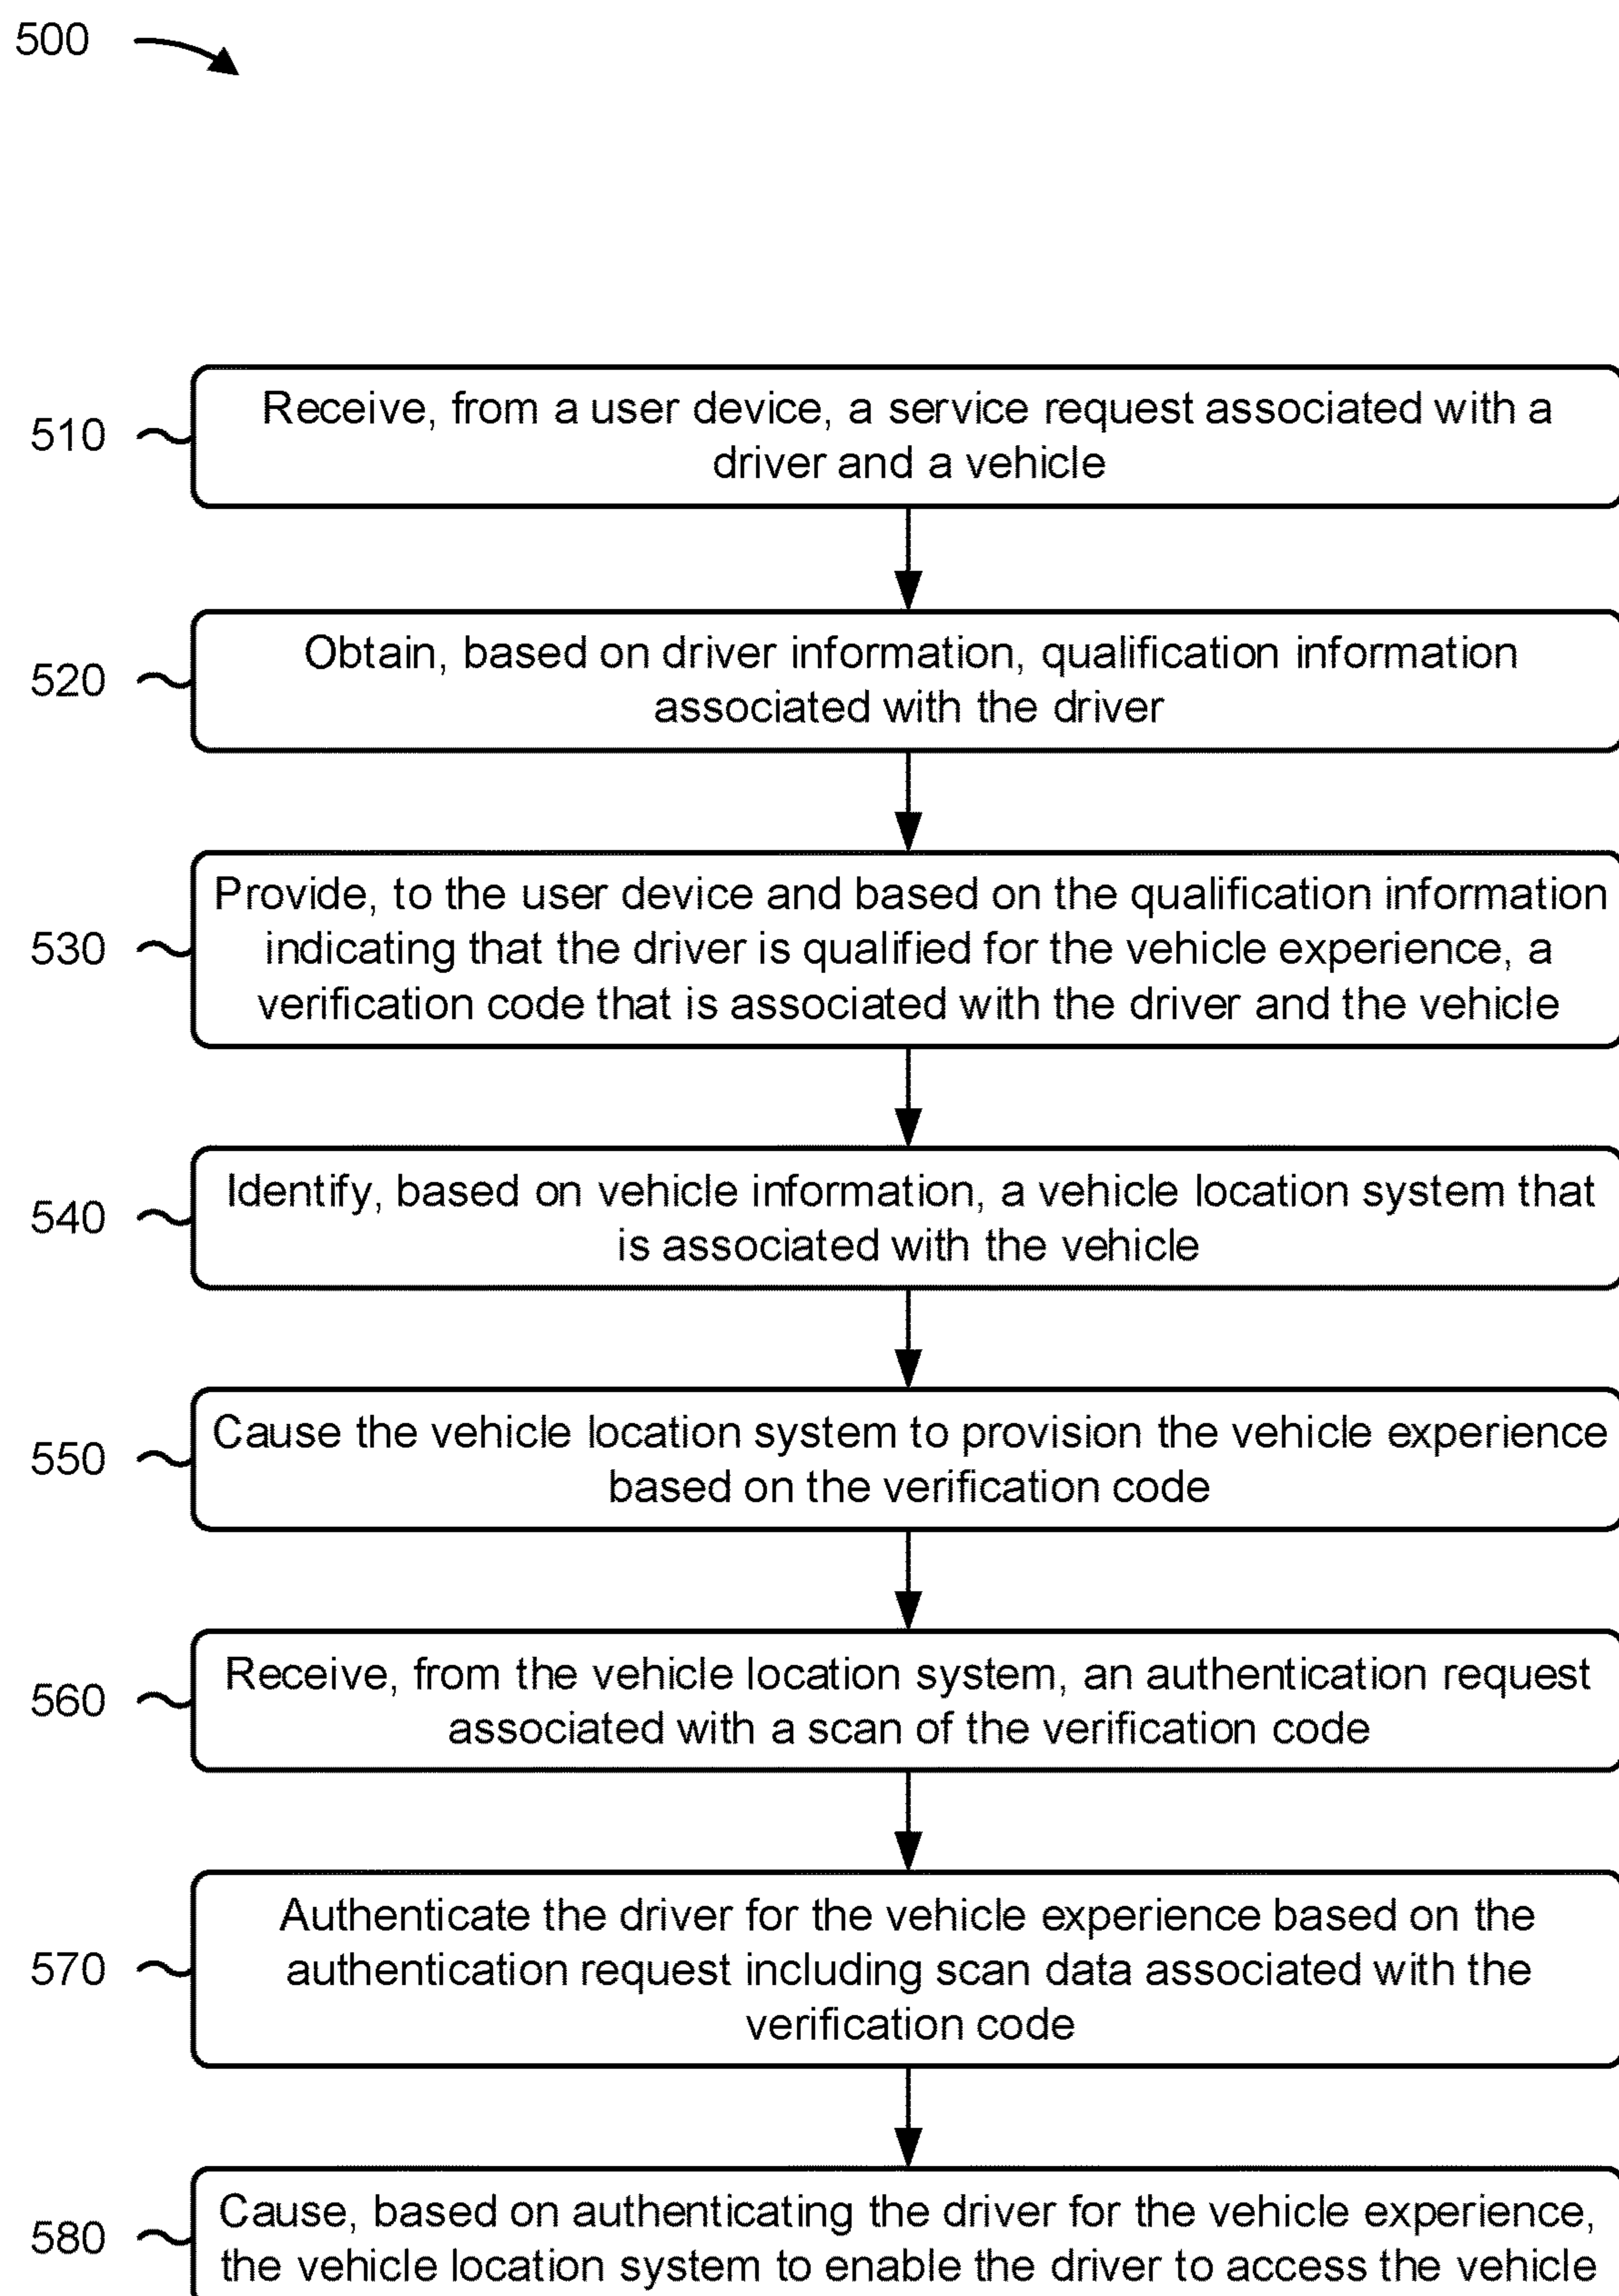 500
510
Receive, from a user device, a service request associated with a
driver and a vehicle
520
Obtain, based on driver information, qualification information
associated with the driver
530
Provide, to the user device and based on the qualification information
indicating that the driver is qualified for the vehicle experience, a
verification code that is associated with the driver and the vehicle
540
Identify, based on vehicle information, a vehicle location system that
is associated with the vehicle
550
Cause the vehicle location system to provision the vehicle experience
based on the verification code
560
Receive, from the vehicle location system, an authentication request
associated with a scan of the verification code
570
Authenticate the driver for the vehicle experience based on the
authentication request including scan data associated with the
verification code
580
Cause, based on authenticating the driver for the vehicle experience,
the vehicle location system to enable the driver to access the vehicle